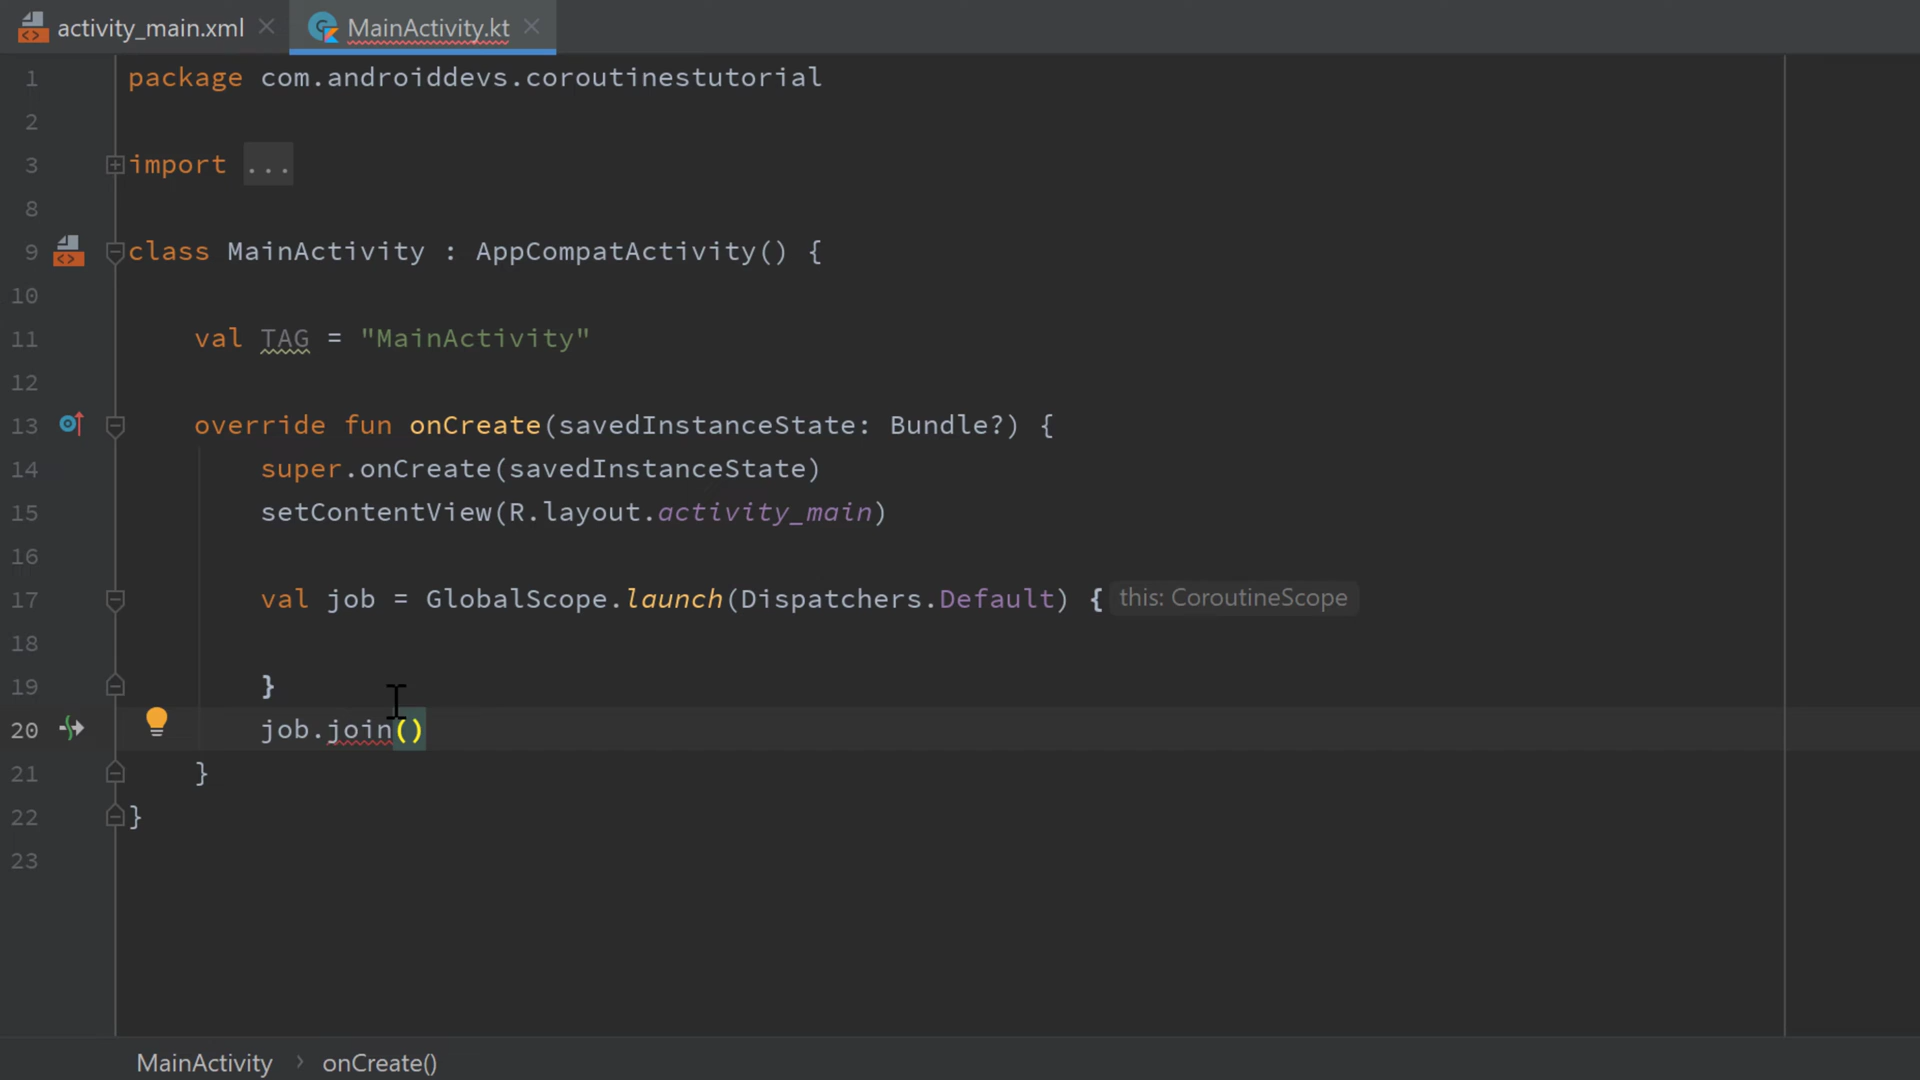 activity_main.xml MainActivity.kt
1 package com.androiddevs.coroutinestutorial
2
3 import ...
8
9 class MainActivity : AppCompatActivity() {
10
11 val TAG = "MainActivity"
12
13 override fun onCreate(savedInstanceState: Bundle?) {
14 super.onCreate(savedInstanceState)
15 setContentView(R.layout.activity_main)
16
17 val job = GlobalScope.launch(Dispatchers.Default) { this: CoroutineScope
18
19 }
20 job.join()
21 }
22 }
23
MainActivity › onCreate()